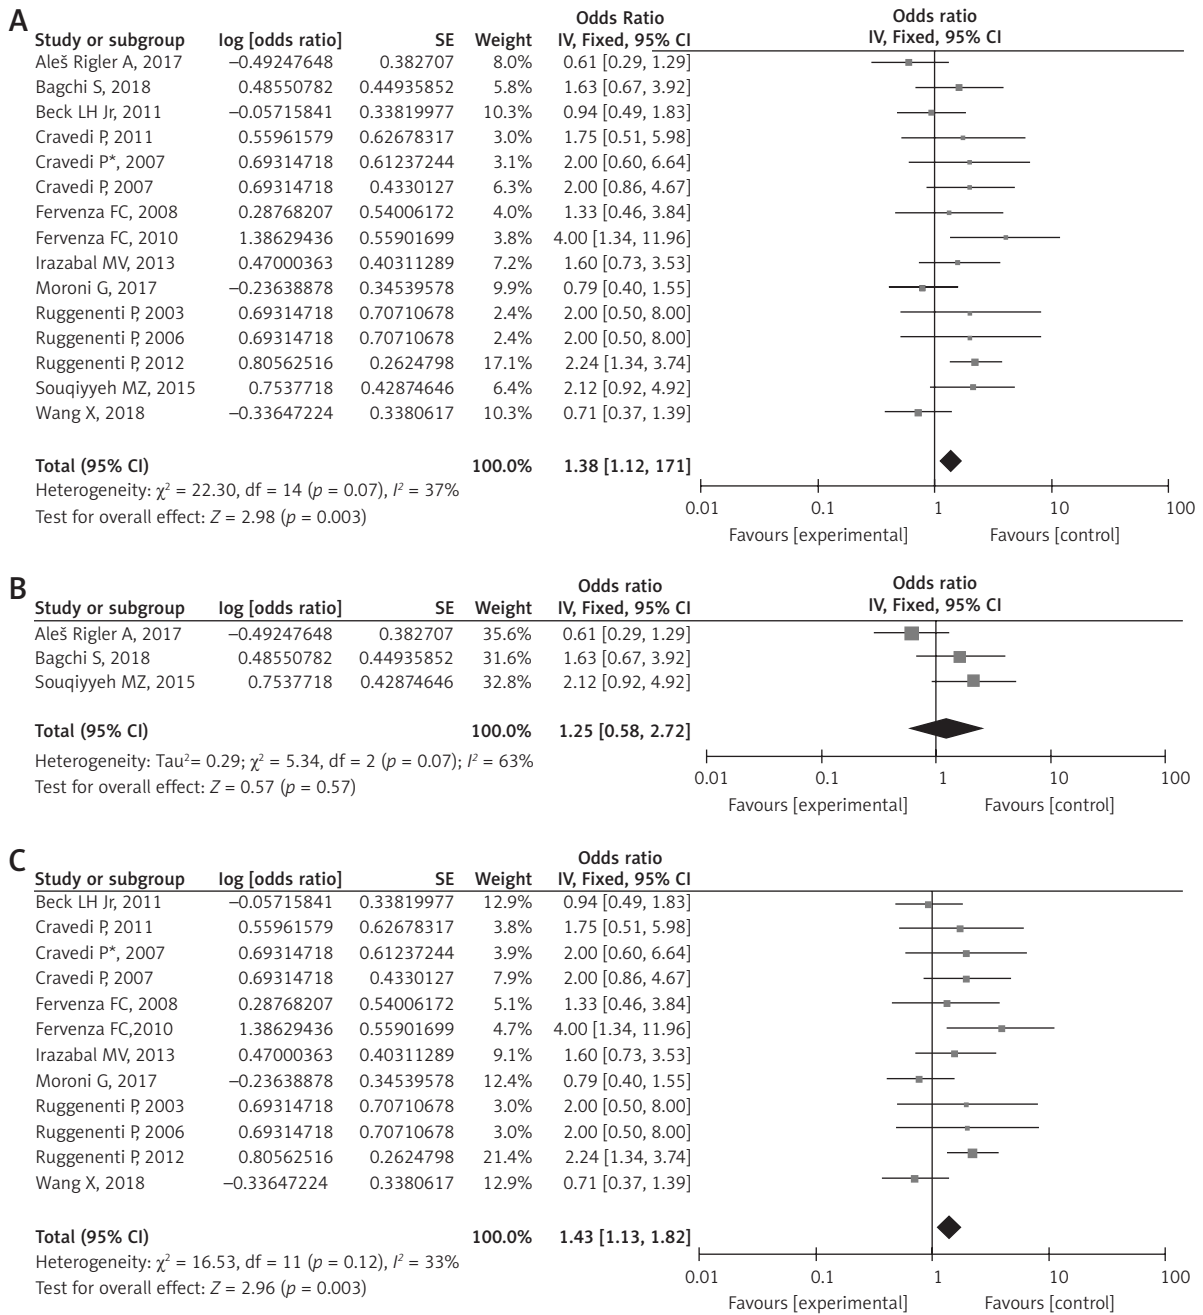 A
Odds Ratio Odds ratio
Study or subgroup log [odds ratio] SE Weight IV, Fixed, 95% CI IV, Fixed, 95% CI
Aleš Rigler A, 2017 –0.49247648 0.382707 8.0% 0.61 [0.29, 1.29]
Bagchi S, 2018 0.48550782 0.44935852 5.8% 1.63 [0.67, 3.92]
Beck LH Jr, 2011 –0.05715841 0.33819977 10.3% 0.94 [0.49, 1.83]
Cravedi P, 2011 0.55961579 0.62678317 3.0% 1.75 [0.51, 5.98]
Cravedi P*, 2007 0.69314718 0.61237244 3.1% 2.00 [0.60, 6.64]
Cravedi P, 2007 0.69314718 0.4330127 6.3% 2.00 [0.86, 4.67]
Fervenza FC, 2008 0.28768207 0.54006172 4.0% 1.33 [0.46, 3.84]
Fervenza FC, 2010 1.38629436 0.55901699 3.8% 4.00 [1.34, 11.96]
Irazabal MV, 2013 0.47000363 0.40311289 7.2% 1.60 [0.73, 3.53]
Moroni G, 2017 –0.23638878 0.34539578 9.9% 0.79 [0.40, 1.55]
Ruggenenti P, 2003 0.69314718 0.70710678 2.4% 2.00 [0.50, 8.00]
Ruggenenti P, 2006 0.69314718 0.70710678 2.4% 2.00 [0.50, 8.00]
Ruggenenti P, 2012 0.80562516 0.2624798 17.1% 2.24 [1.34, 3.74]
Souqiyyeh MZ, 2015 0.7537718 0.42874646 6.4% 2.12 [0.92, 4.92]
Wang X, 2018 –0.33647224 0.3380617 10.3% 0.71 [0.37, 1.39]
Total (95% CI) 100.0% 1.38 [1.12, 171]
Heterogeneity: χ² = 22.30, df = 14 (p = 0.07), I² = 37%
Test for overall effect: Z = 2.98 (p = 0.003)
0.01 0.1 1 10 100
Favours [experimental] Favours [control]
B
Odds ratio Odds ratio
Study or subgroup log [odds ratio] SE Weight IV, Fixed, 95% CI IV, Fixed, 95% CI
Aleš Rigler A, 2017 –0.49247648 0.382707 35.6% 0.61 [0.29, 1.29]
Bagchi S, 2018 0.48550782 0.44935852 31.6% 1.63 [0.67, 3.92]
Souqiyyeh MZ, 2015 0.7537718 0.42874646 32.8% 2.12 [0.92, 4.92]
Total (95% CI) 100.0% 1.25 [0.58, 2.72]
Heterogeneity: Tau²= 0.29; χ² = 5.34, df = 2 (p = 0.07); I² = 63%
Test for overall effect: Z = 0.57 (p = 0.57)
0.01 0.1 1 10 100
Favours [experimental] Favours [control]
C
Odds ratio
Study or subgroup log [odds ratio] SE Weight IV, Fixed, 95% CI
Beck LH Jr, 2011 –0.05715841 0.33819977 12.9% 0.94 [0.49, 1.83]
Cravedi P, 2011 0.55961579 0.62678317 3.8% 1.75 [0.51, 5.98]
Cravedi P*, 2007 0.69314718 0.61237244 3.9% 2.00 [0.60, 6.64]
Cravedi P, 2007 0.69314718 0.4330127 7.9% 2.00 [0.86, 4.67]
Fervenza FC, 2008 0.28768207 0.54006172 5.1% 1.33 [0.46, 3.84]
Fervenza FC,2010 1.38629436 0.55901699 4.7% 4.00 [1.34, 11.96]
Irazabal MV, 2013 0.47000363 0.40311289 9.1% 1.60 [0.73, 3.53]
Moroni G, 2017 –0.23638878 0.34539578 12.4% 0.79 [0.40, 1.55]
Ruggenenti P, 2003 0.69314718 0.70710678 3.0% 2.00 [0.50, 8.00]
Ruggenenti P, 2006 0.69314718 0.70710678 3.0% 2.00 [0.50, 8.00]
Ruggenenti P, 2012 0.80562516 0.2624798 21.4% 2.24 [1.34, 3.74]
Wang X, 2018 –0.33647224 0.3380617 12.9% 0.71 [0.37, 1.39]
Total (95% CI) 100.0% 1.43 [1.13, 1.82]
Heterogeneity: χ² = 16.53, df = 11 (p = 0.12), I² = 33%
Test for overall effect: Z = 2.96 (p = 0.003)
0.01 0.1 1 10 100
Favours [experimental] Favours [control]